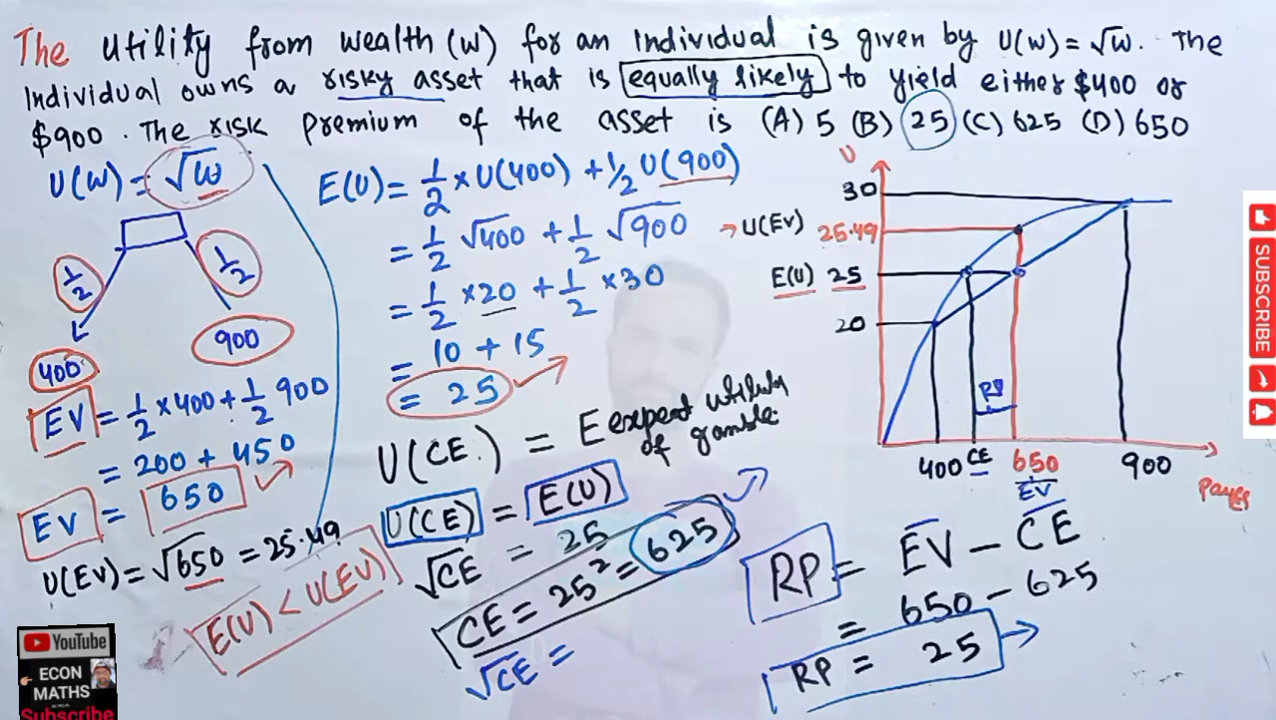 The Utility from Wealth (W) for an Individual is given by U(W) = √W. The
Individual owns a risky asset that is equally likely to yield either $400 or
$900. The risk premium of the asset is (A) 5 (B) 25 (C) 625 (D) 650
U(W) = √W
1/2
1/2
400
900
EV = 1/2 × 400 + 1/2 900
= 200 + 450
EV = 650
U(EV) = √650 = 25.49
E(U) < U(EV)
E(U) = 1/2 × U(400) + 1/2 U(900)
= 1/2 √400 + 1/2 √900
= 1/2 × 20 + 1/2 × 30
= 10 + 15
= 25
U(CE) = E expect utility
of gamble
U(CE) = E(U)
√CE = 25
CE = 25² = 625
√CE =
U
30
→ U(EV) 25.49
E(U) 25
20
RP
400 CE 650 900
EV
RP = EV – CE
= 650 – 625
RP = 25
SUBSCRIBE
YouTube
ECON
MATHS
Subscribe